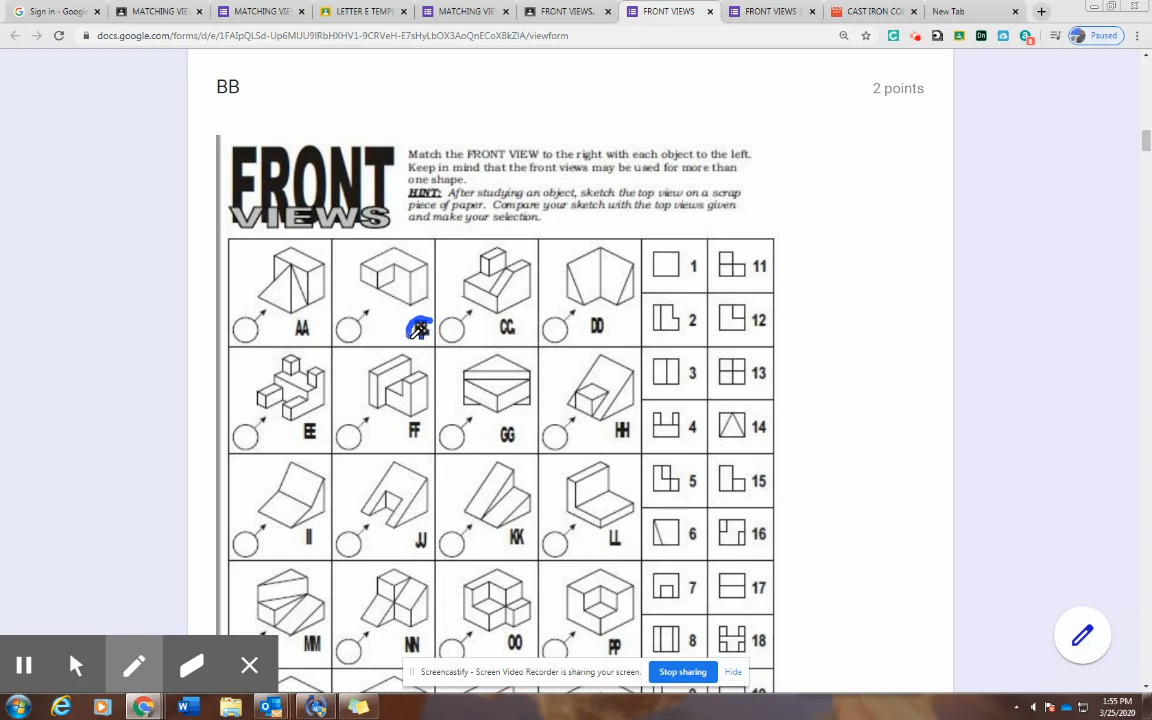 Sign in - Google
MATCHING VIE
MATCHING VIE
LETTER E TEMPL
MATCHING VIE
FRONT VIEWS.
FRONT VIEWS
FRONT VIEWS
CAST IRON CO
New Tab
docs.google.com/forms/d/e/1FAIpQLSd-Up6MUU9IRbHXHV1-9CRVeH-E7sHyLbOX3AoQnECoXBkZIA/viewform
Paused
BB
2 points
FRONT
VIEWS
Match the FRONT VIEW to the right with each object to the left.
Keep in mind that the front views may be used for more than
one shape.
HINT: After studying an object, sketch the top view on a scrap
piece of paper. Compare your sketch with the top views given
and make your selection.
AA
CC
DD
1
11
2
12
EE
FF
GG
HH
3
13
4
14
II
JJ
KK
LL
5
15
6
16
MM
NN
OO
PP
7
17
8
18
Screencastify - Screen Video Recorder is sharing your screen.
Stop sharing
Hide
1:55 PM
3/25/2020